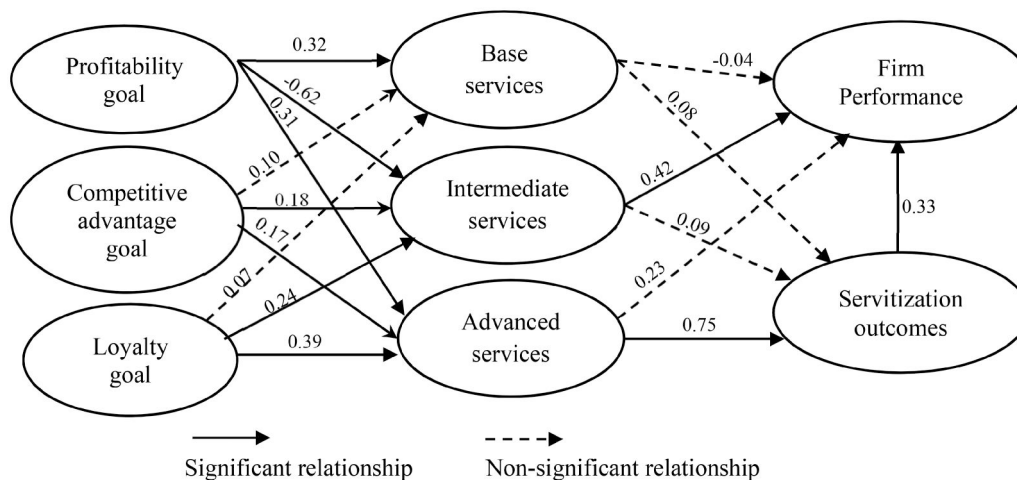 Profitability
goal
0.32
Base
services
-0.04
Firm
Performance
-0.62
0.31
0.08
0.10
Competitive
advantage
goal
0.18
Intermediate
services
0.42
0.33
0.17
0.09
0.07
0.24
0.23
Loyalty
goal
0.39
Advanced
services
0.75
Servitization
outcomes
Significant relationship
Non-significant relationship